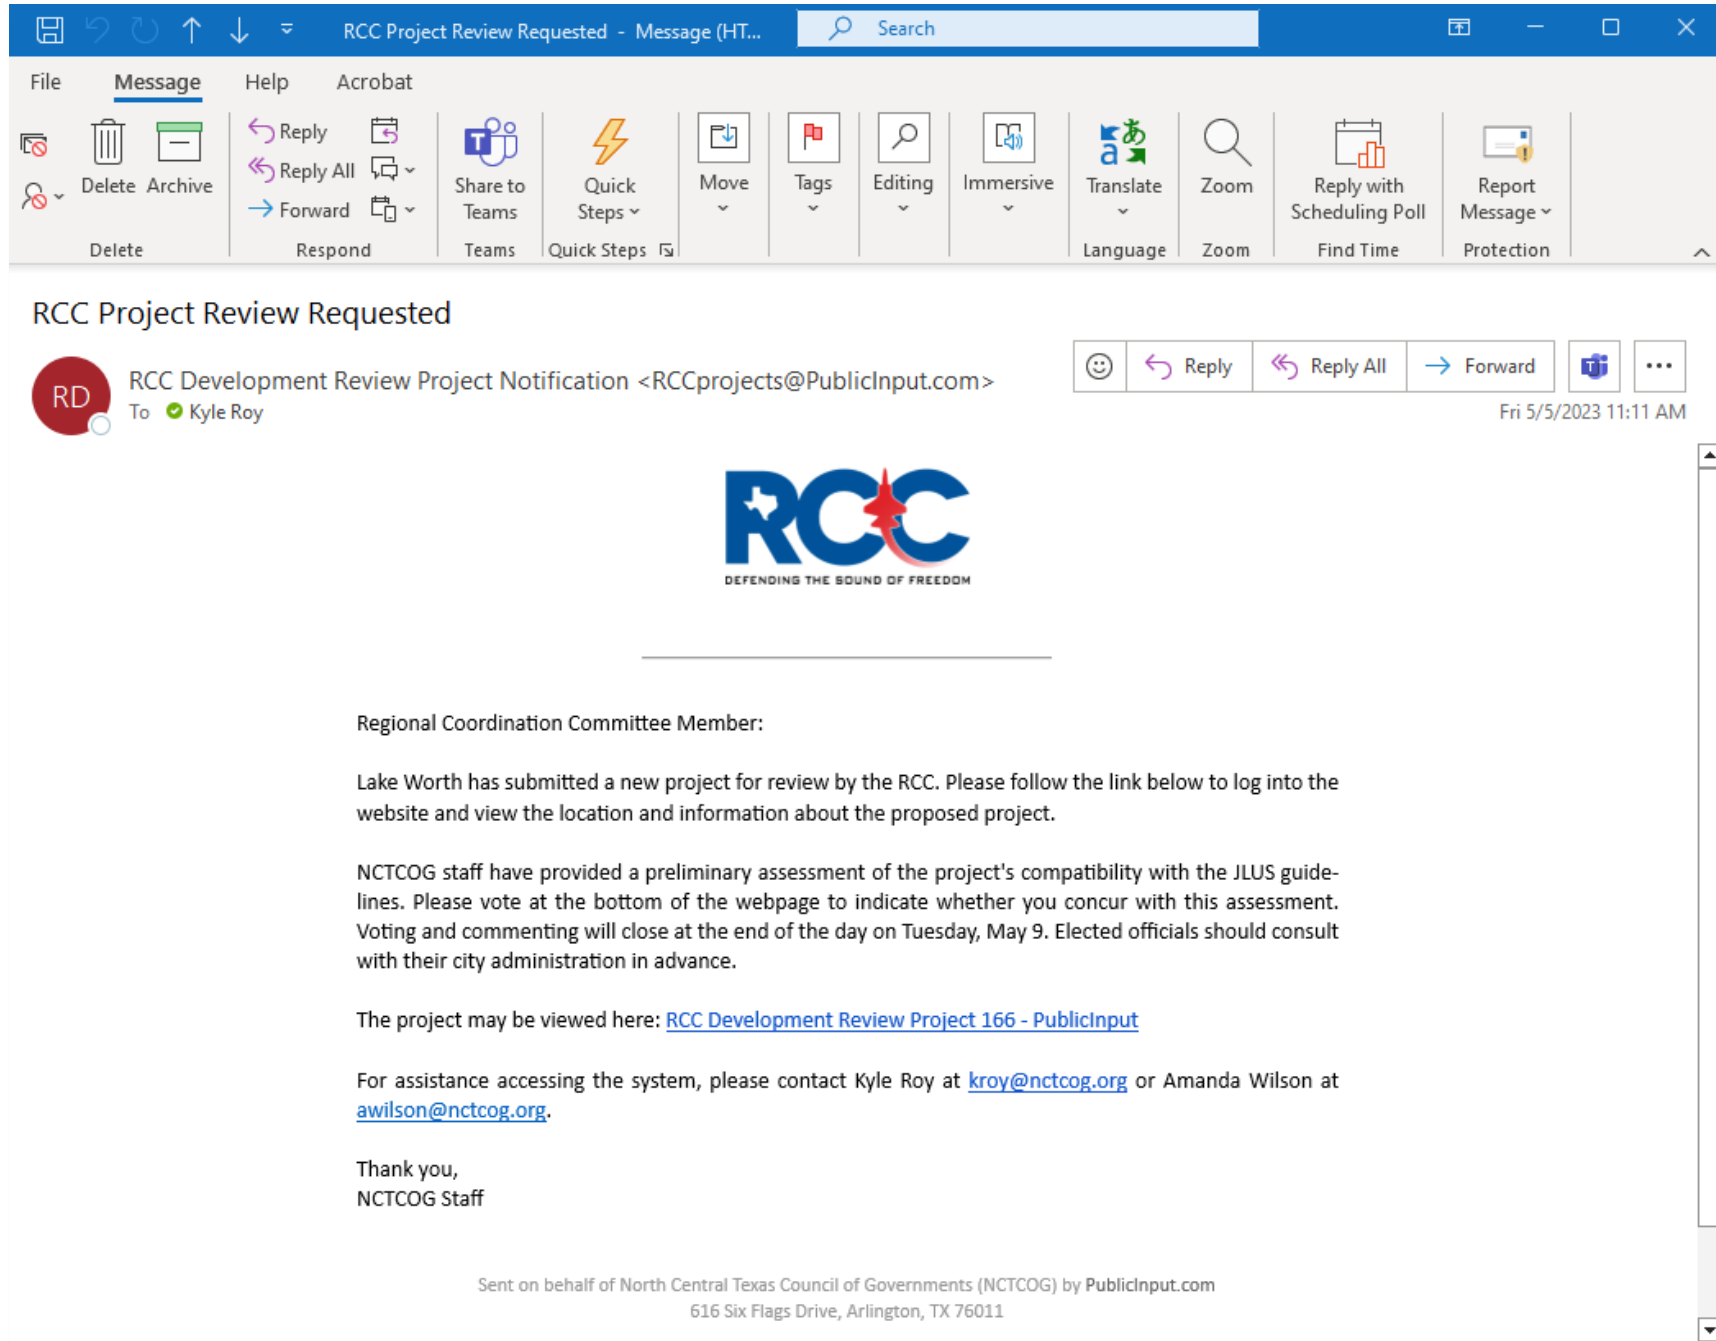 RCC Project Review Requested - Message (HT...
Search
File Message Help Acrobat
Delete
Archive
Reply
Reply All
Forward
Share to
Teams
Quick
Steps
Move
Tags
Editing
Immersive
a あ
Translate
Zoom
Reply with
Scheduling Poll
Report
Message
Delete
Respond
Teams
Quick Steps
Language
Zoom
Find Time
Protection
RCC Project Review Requested
RD
RCC Development Review Project Notification <RCCprojects@PublicInput.com>
To Kyle Roy
Reply
Reply All
Forward
Fri 5/5/2023 11:11 AM
RCC
DEFENDING THE SOUND OF FREEDOM
Regional Coordination Committee Member:
Lake Worth has submitted a new project for review by the RCC. Please follow the link below to log into the
website and view the location and information about the proposed project.
NCTCOG staff have provided a preliminary assessment of the project's compatibility with the JLUS guide-
lines. Please vote at the bottom of the webpage to indicate whether you concur with this assessment.
Voting and commenting will close at the end of the day on Tuesday, May 9. Elected officials should consult
with their city administration in advance.
The project may be viewed here: RCC Development Review Project 166 - PublicInput
For assistance accessing the system, please contact Kyle Roy at kroy@nctcog.org or Amanda Wilson at
awilson@nctcog.org.
Thank you,
NCTCOG Staff
Sent on behalf of North Central Texas Council of Governments (NCTCOG) by PublicInput.com
616 Six Flags Drive, Arlington, TX 76011